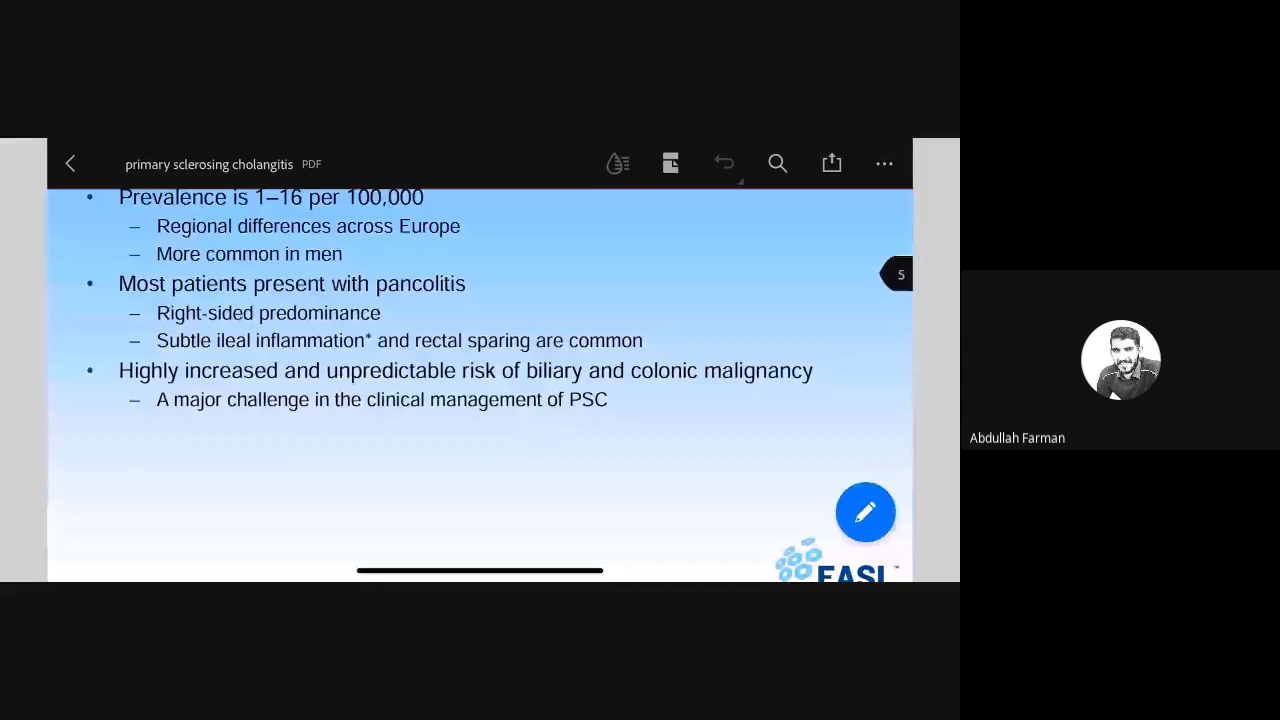 primary sclerosing cholangitis PDF
• Prevalence is 1–16 per 100,000
– Regional differences across Europe
– More common in men
• Most patients present with pancolitis
– Right-sided predominance
– Subtle ileal inflammation* and rectal sparing are common
• Highly increased and unpredictable risk of biliary and colonic malignancy
– A major challenge in the clinical management of PSC
5
EASL™
Abdullah Farman